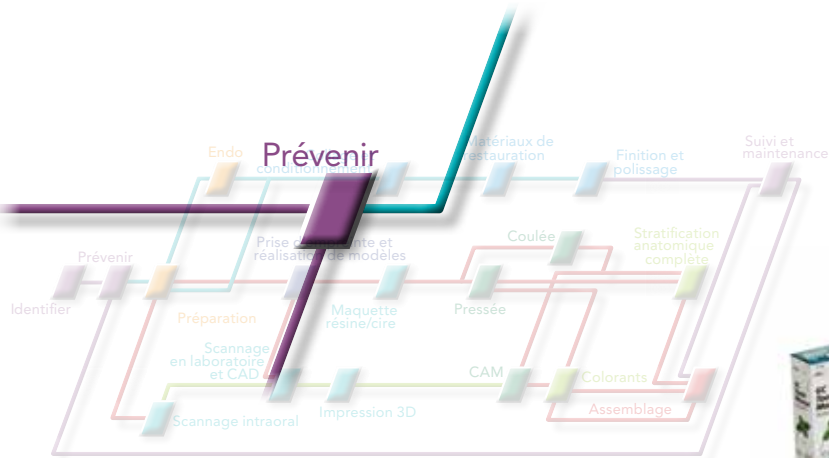 Endo
Prévenir
conditionnement
Matériaux de
restauration
Finition et
polissage
Suivi et
maintenance
Prévenir
Prise d'empreinte et
réalisation de modèles
Coulée
Stratification
anatomique
complète
Identifier
Préparation
Maquette
résine/cire
Pressée
Scannage
en laboratoire
et CAD
CAM
Colorants
Scannage intraoral
Impression 3D
Assemblage